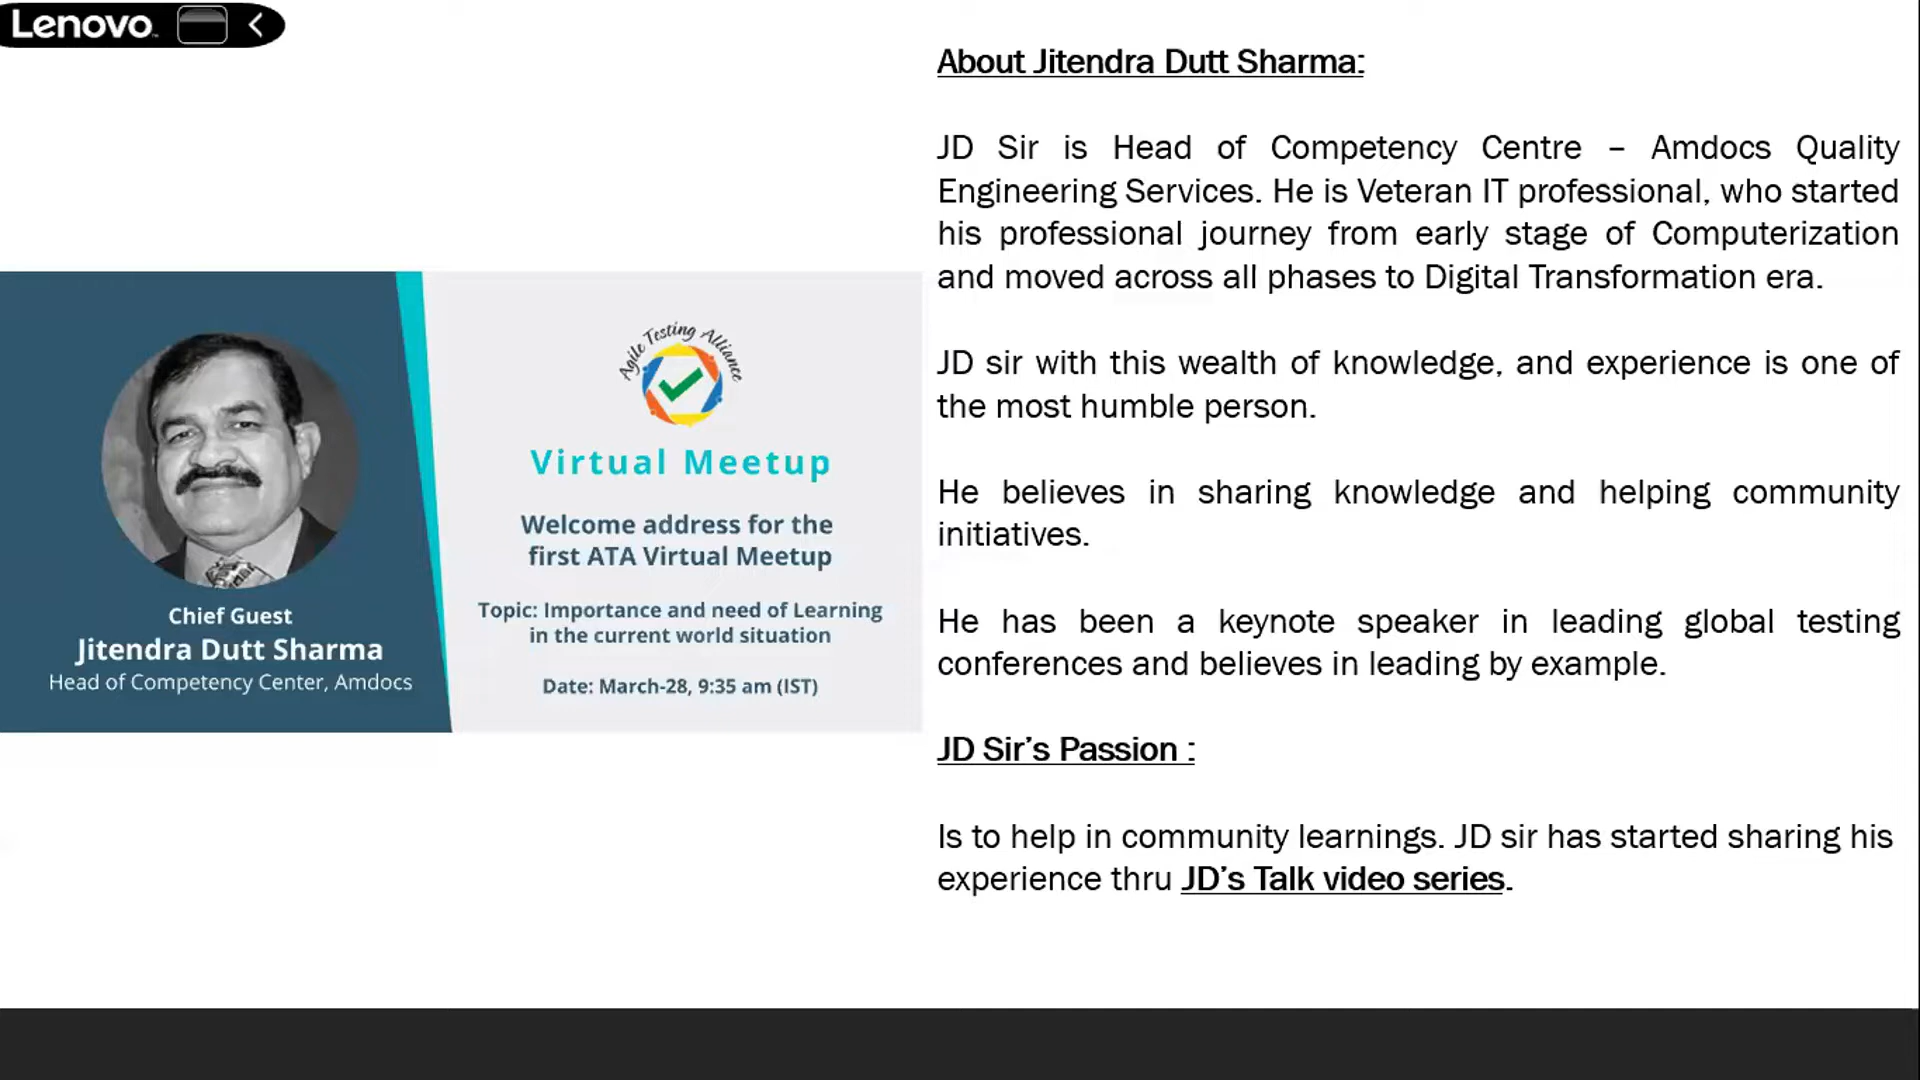 Lenovo
Agile Testing Alliance
Virtual Meetup
Welcome address for the
first ATA Virtual Meetup
Topic: Importance and need of Learning
in the current world situation
Date: March-28, 9:35 am (IST)
Chief Guest
Jitendra Dutt Sharma
Head of Competency Center, Amdocs
About Jitendra Dutt Sharma:
JD Sir is Head of Competency Centre – Amdocs Quality
Engineering Services. He is Veteran IT professional, who started
his professional journey from early stage of Computerization
and moved across all phases to Digital Transformation era.
JD sir with this wealth of knowledge, and experience is one of
the most humble person.
He believes in sharing knowledge and helping community
initiatives.
He has been a keynote speaker in leading global testing
conferences and believes in leading by example.
JD Sir’s Passion :
Is to help in community learnings. JD sir has started sharing his
experience thru JD’s Talk video series.